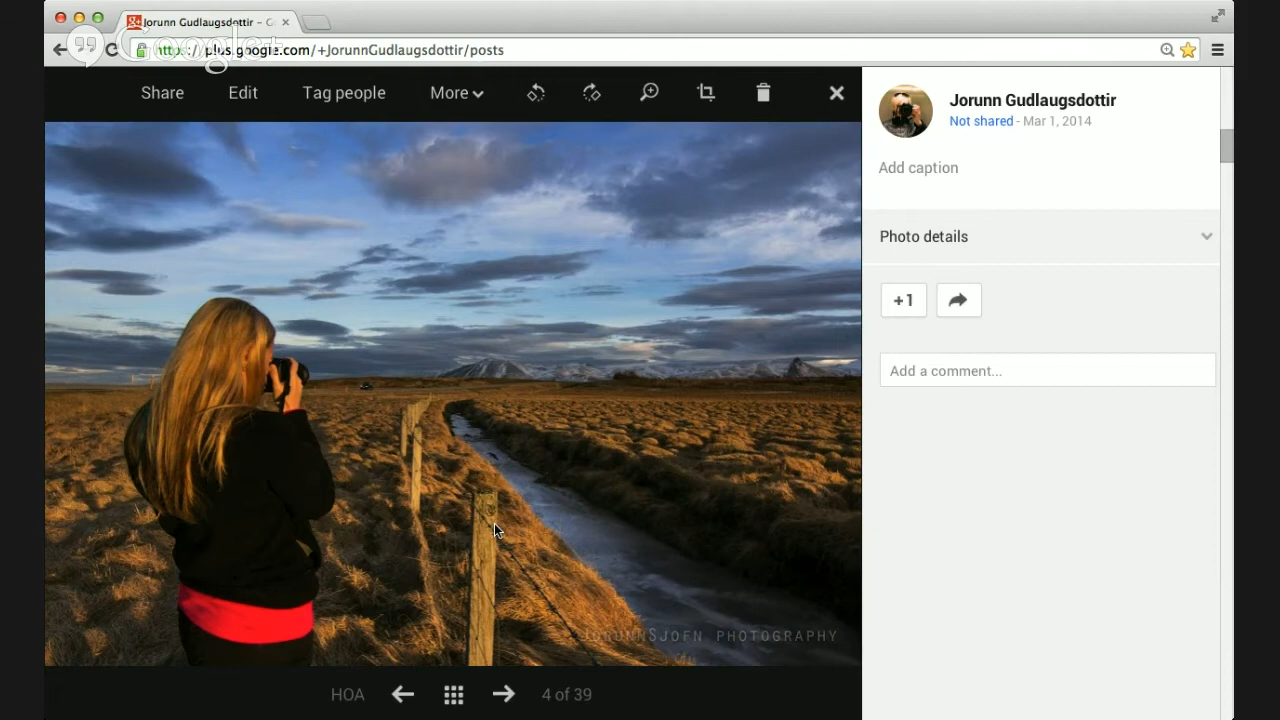 Jorunn Gudlaugsdottir - G
https://plus.google.com/+JorunnGudlaugsdottir/posts
Share Edit Tag people More
Jorunn Gudlaugsdottir
Not shared - Mar 1, 2014
Add caption
Photo details
+1
Add a comment...
JORUNNSJOFN PHOTOGRAPHY
HOA 4 of 39